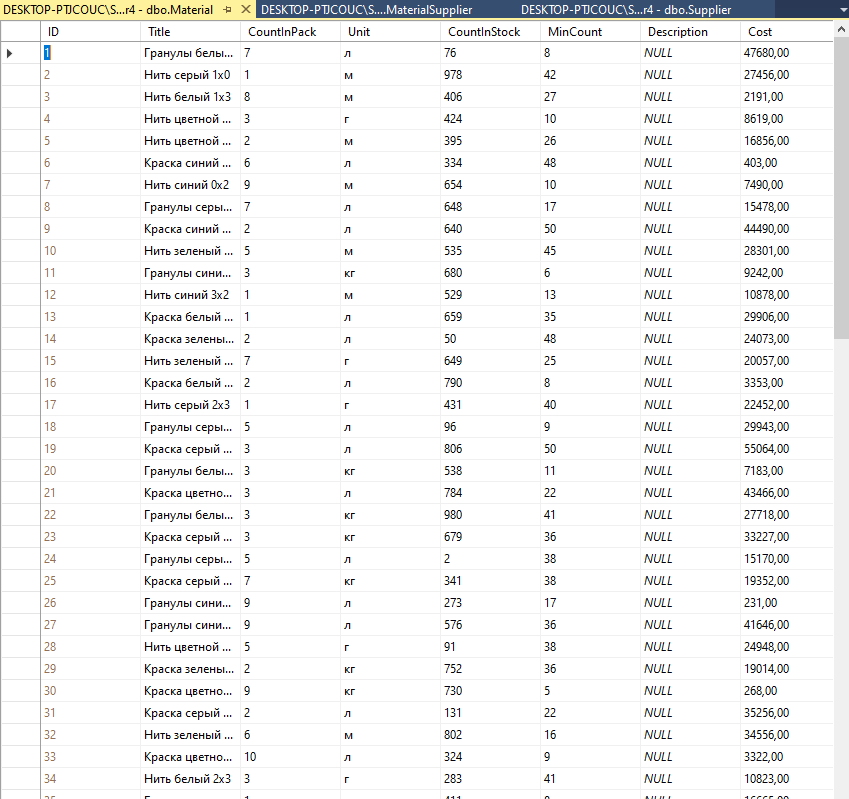 DESKTOP-PTJCOUC\S...r4 - dbo.Material DESKTOP-PTJCOUC\S....MaterialSupplier DESKTOP-PTJCOUC\S...r4 - dbo.Supplier
ID Title CountInPack Unit CountInStock MinCount Description Cost
1 Гранулы белы... 7 л 76 8 NULL 47680,00
2 Нить серый 1x0 1 м 978 42 NULL 27456,00
3 Нить белый 1x3 8 м 406 27 NULL 2191,00
4 Нить цветной ... 3 г 424 10 NULL 8619,00
5 Нить цветной ... 2 м 395 26 NULL 16856,00
6 Краска синий ... 6 л 334 48 NULL 403,00
7 Нить синий 0x2 9 м 654 10 NULL 7490,00
8 Гранулы серы... 7 л 648 17 NULL 15478,00
9 Краска синий ... 2 л 640 50 NULL 44490,00
10 Нить зеленый ... 5 м 535 45 NULL 28301,00
11 Гранулы сини... 3 кг 680 6 NULL 9242,00
12 Нить синий 3x2 1 м 529 13 NULL 10878,00
13 Краска белый ... 1 л 659 35 NULL 29906,00
14 Краска зелены... 2 л 50 48 NULL 24073,00
15 Нить зеленый ... 7 г 649 25 NULL 20057,00
16 Краска белый ... 2 л 790 8 NULL 3353,00
17 Нить серый 2x3 1 г 431 40 NULL 22452,00
18 Гранулы серы... 5 л 96 9 NULL 29943,00
19 Краска серый ... 3 л 806 50 NULL 55064,00
20 Гранулы белы... 3 кг 538 11 NULL 7183,00
21 Краска цветно... 3 л 784 22 NULL 43466,00
22 Гранулы белы... 3 кг 980 41 NULL 27718,00
23 Краска серый ... 3 кг 679 36 NULL 33227,00
24 Гранулы серы... 5 л 2 38 NULL 15170,00
25 Краска серый ... 7 кг 341 38 NULL 19352,00
26 Гранулы сини... 9 л 273 17 NULL 231,00
27 Гранулы сини... 9 л 576 36 NULL 41646,00
28 Нить цветной ... 5 г 91 38 NULL 24948,00
29 Краска зелены... 2 кг 752 36 NULL 19014,00
30 Краска цветно... 9 кг 730 5 NULL 268,00
31 Краска серый ... 2 л 131 22 NULL 35256,00
32 Нить зеленый ... 6 м 802 16 NULL 34556,00
33 Краска цветно... 10 л 324 9 NULL 3322,00
34 Нить белый 2x3 3 г 283 41 NULL 10823,00